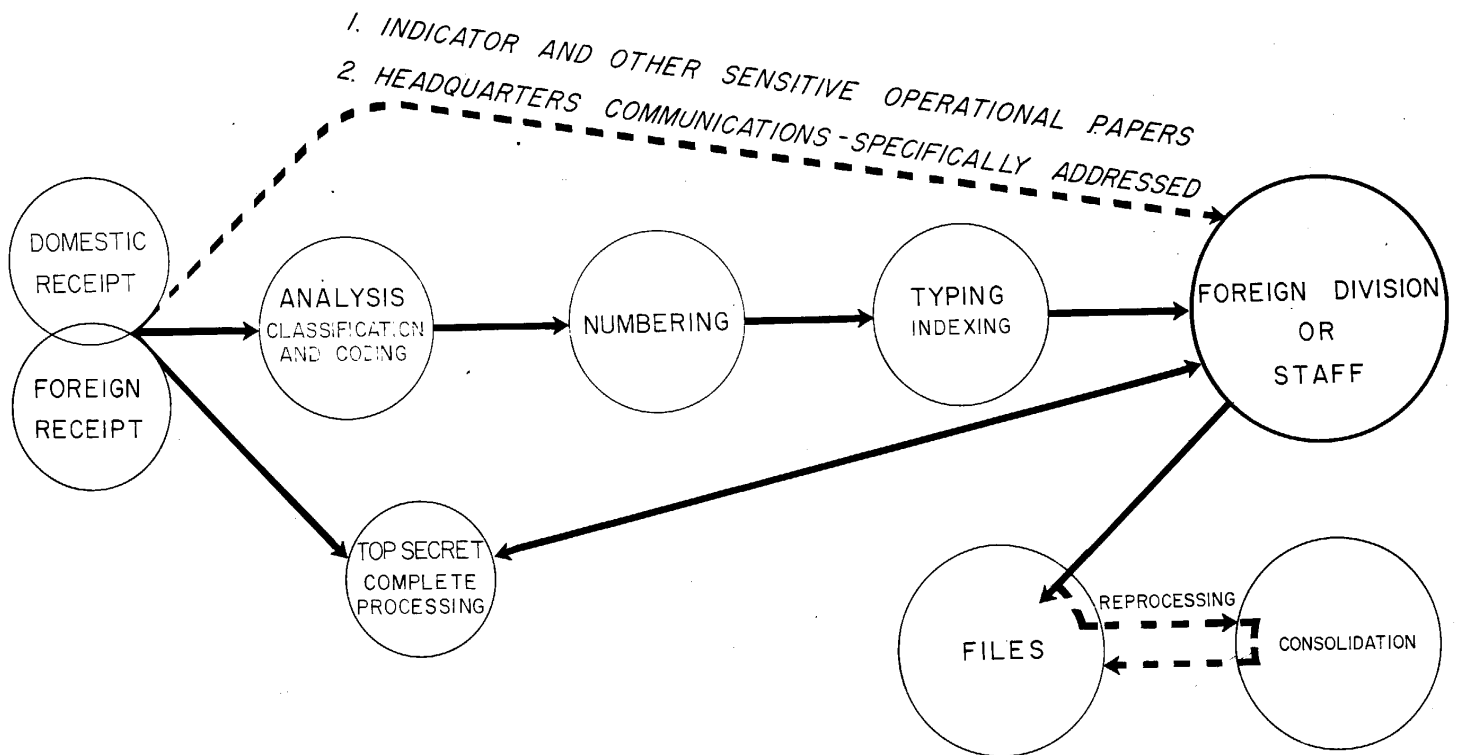 1. INDICATOR AND OTHER SENSITIVE OPERATIONAL PAPERS
2. HEADQUARTERS COMMUNICATIONS - SPECIFICALLY ADDRESSED
DOMESTIC
RECEIPT
FOREIGN
RECEIPT
ANALYSIS
CLASSIFICATION
AND CODING
NUMBERING
TYPING
INDEXING
FOREIGN DIVISION
OR
STAFF
TOP SECRET
COMPLETE
PROCESSING
FILES
REPROCESSING
CONSOLIDATION